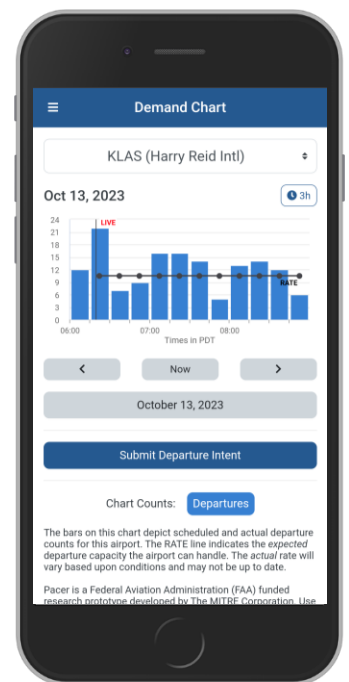 Demand Chart
KLAS (Harry Reid Intl)
Oct 13, 2023
3h
24
21
18
15
12
9
6
3
0
LIVE
RATE
06:00 07:00 08:00
Times in PDT
Now
October 13, 2023
Submit Departure Intent
Chart Counts: Departures
The bars on this chart depict scheduled and actual departure
counts for this airport. The RATE line indicates the expected
departure capacity the airport can handle. The actual rate will
vary based upon conditions and may not be up to date.
Pacer is a Federal Aviation Administration (FAA) funded
research prototype developed by The MITRE Corporation. Use